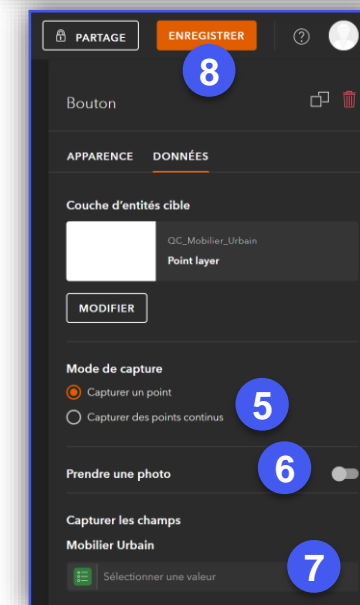 PARTAGE ENREGISTRER ?
8
Bouton
APPARENCE DONNÉES
Couche d'entités cible
QC_Mobilier_Urbain
Point layer
MODIFIER
Mode de capture
Capturer un point
Capturer des points continus
5
Prendre une photo
6
Capturer les champs
Mobilier Urbain
Sélectionner une valeur
7